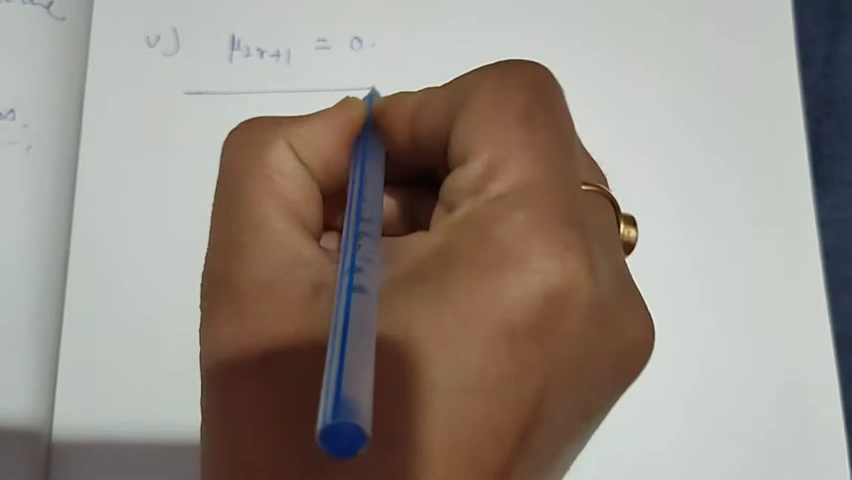 v) μ₂ᵣ₊₁ = 0.